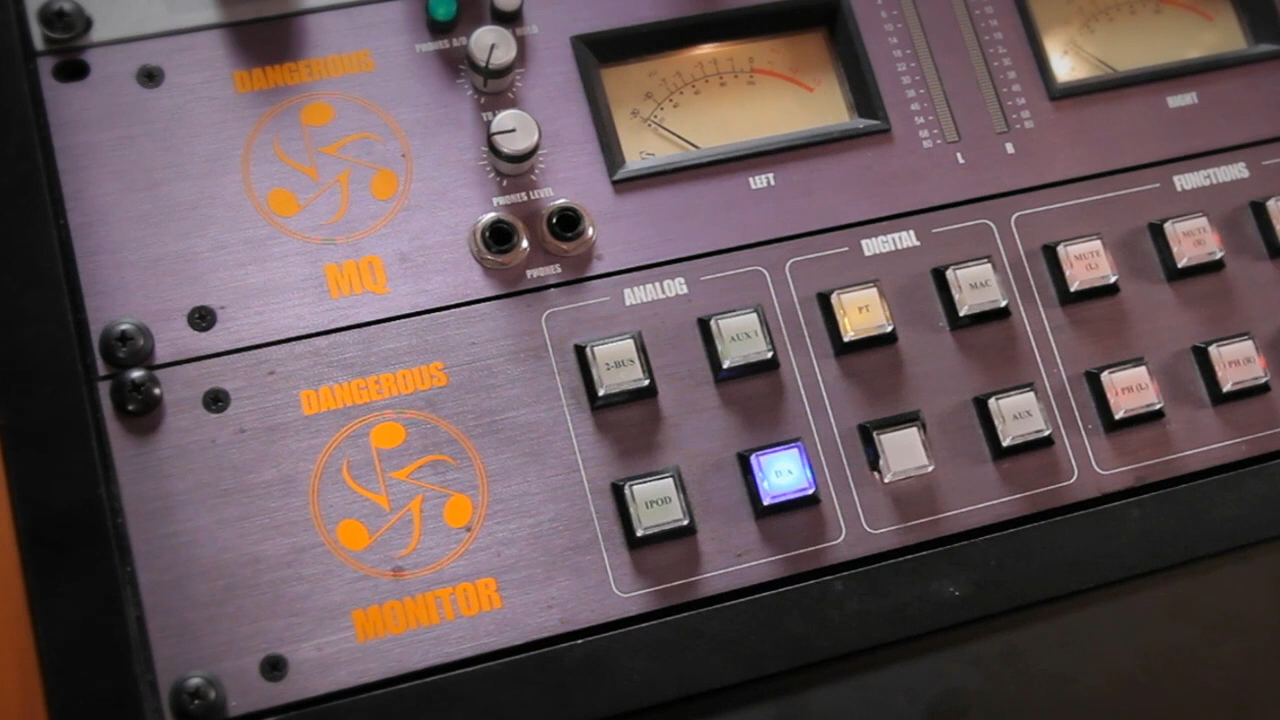 DANGEROUS
MQ
PHONES LEVEL
PHONES
LEFT
L
R
RIGHT
DANGEROUS
MONITOR
ANALOG
2-BUS
AUX 1
IPOD
D/A
DIGITAL
PT
MAC
AUX
FUNCTIONS
MUTE
(L)
MUTE
(R)
PH (L)
PH (R)